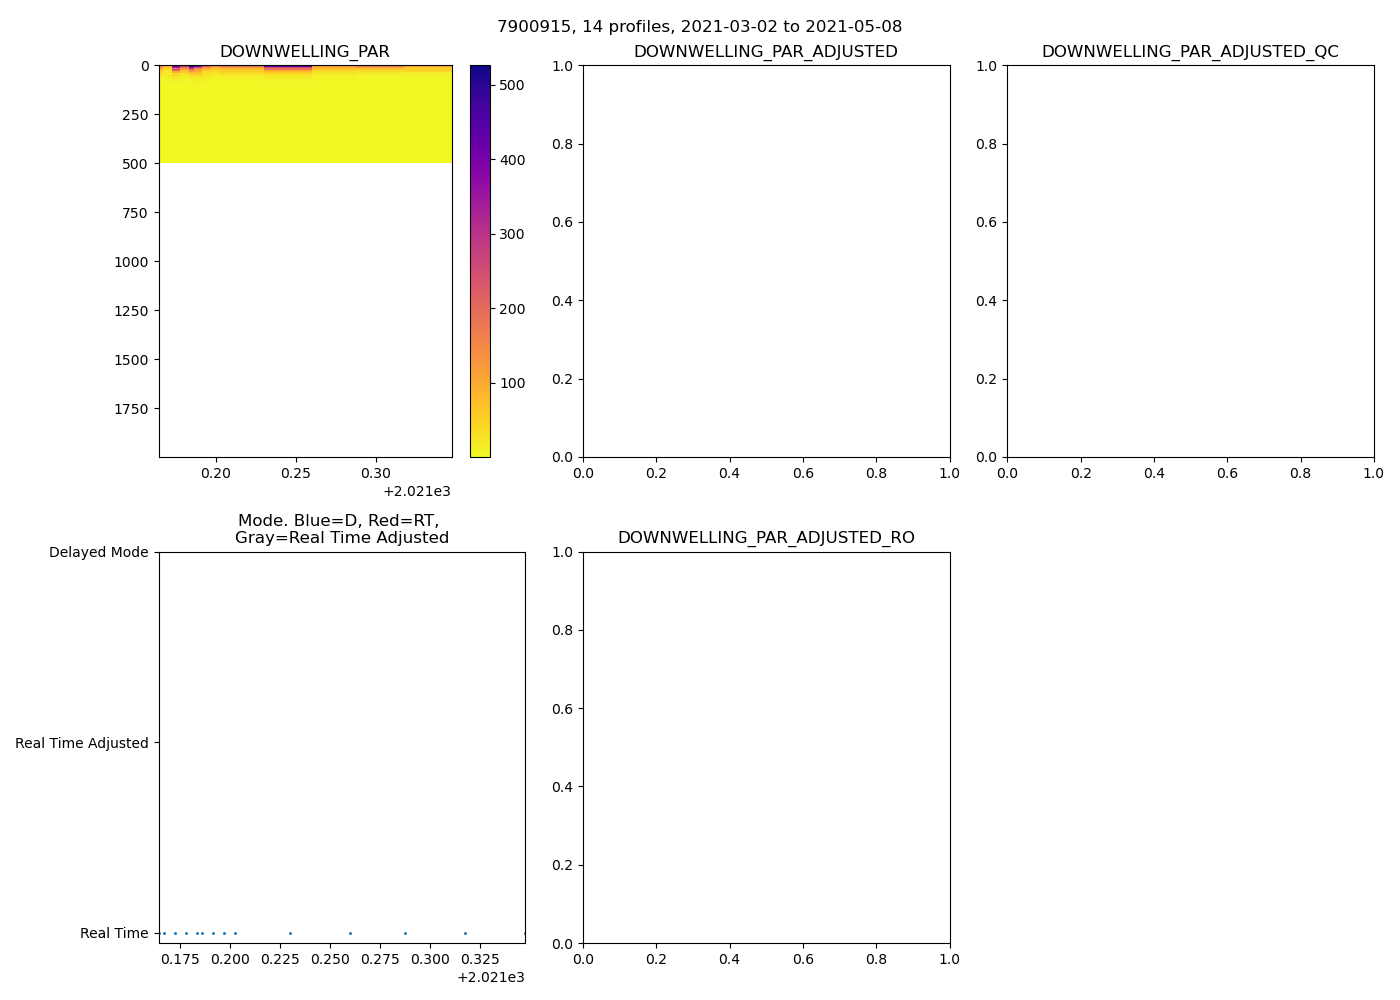 7900915, 14 profiles, 2021-03-02 to 2021-05-08
DOWNWELLING_PAR
0
250
500
750
1000
1250
1500
1750
0.20 0.25 0.30
+2.021e3
500
400
300
200
100
DOWNWELLING_PAR_ADJUSTED
1.0
0.8
0.6
0.4
0.2
0.0
0.0 0.2 0.4 0.6 0.8 1.0
DOWNWELLING_PAR_ADJUSTED_QC
1.0
0.8
0.6
0.4
0.2
0.0
0.0 0.2 0.4 0.6 0.8 1.0
Mode. Blue=D, Red=RT,
Gray=Real Time Adjusted
Delayed Mode
Real Time Adjusted
Real Time
0.175 0.200 0.225 0.250 0.275 0.300 0.325
+2.021e3
DOWNWELLING_PAR_ADJUSTED_RO
1.0
0.8
0.6
0.4
0.2
0.0
0.0 0.2 0.4 0.6 0.8 1.0